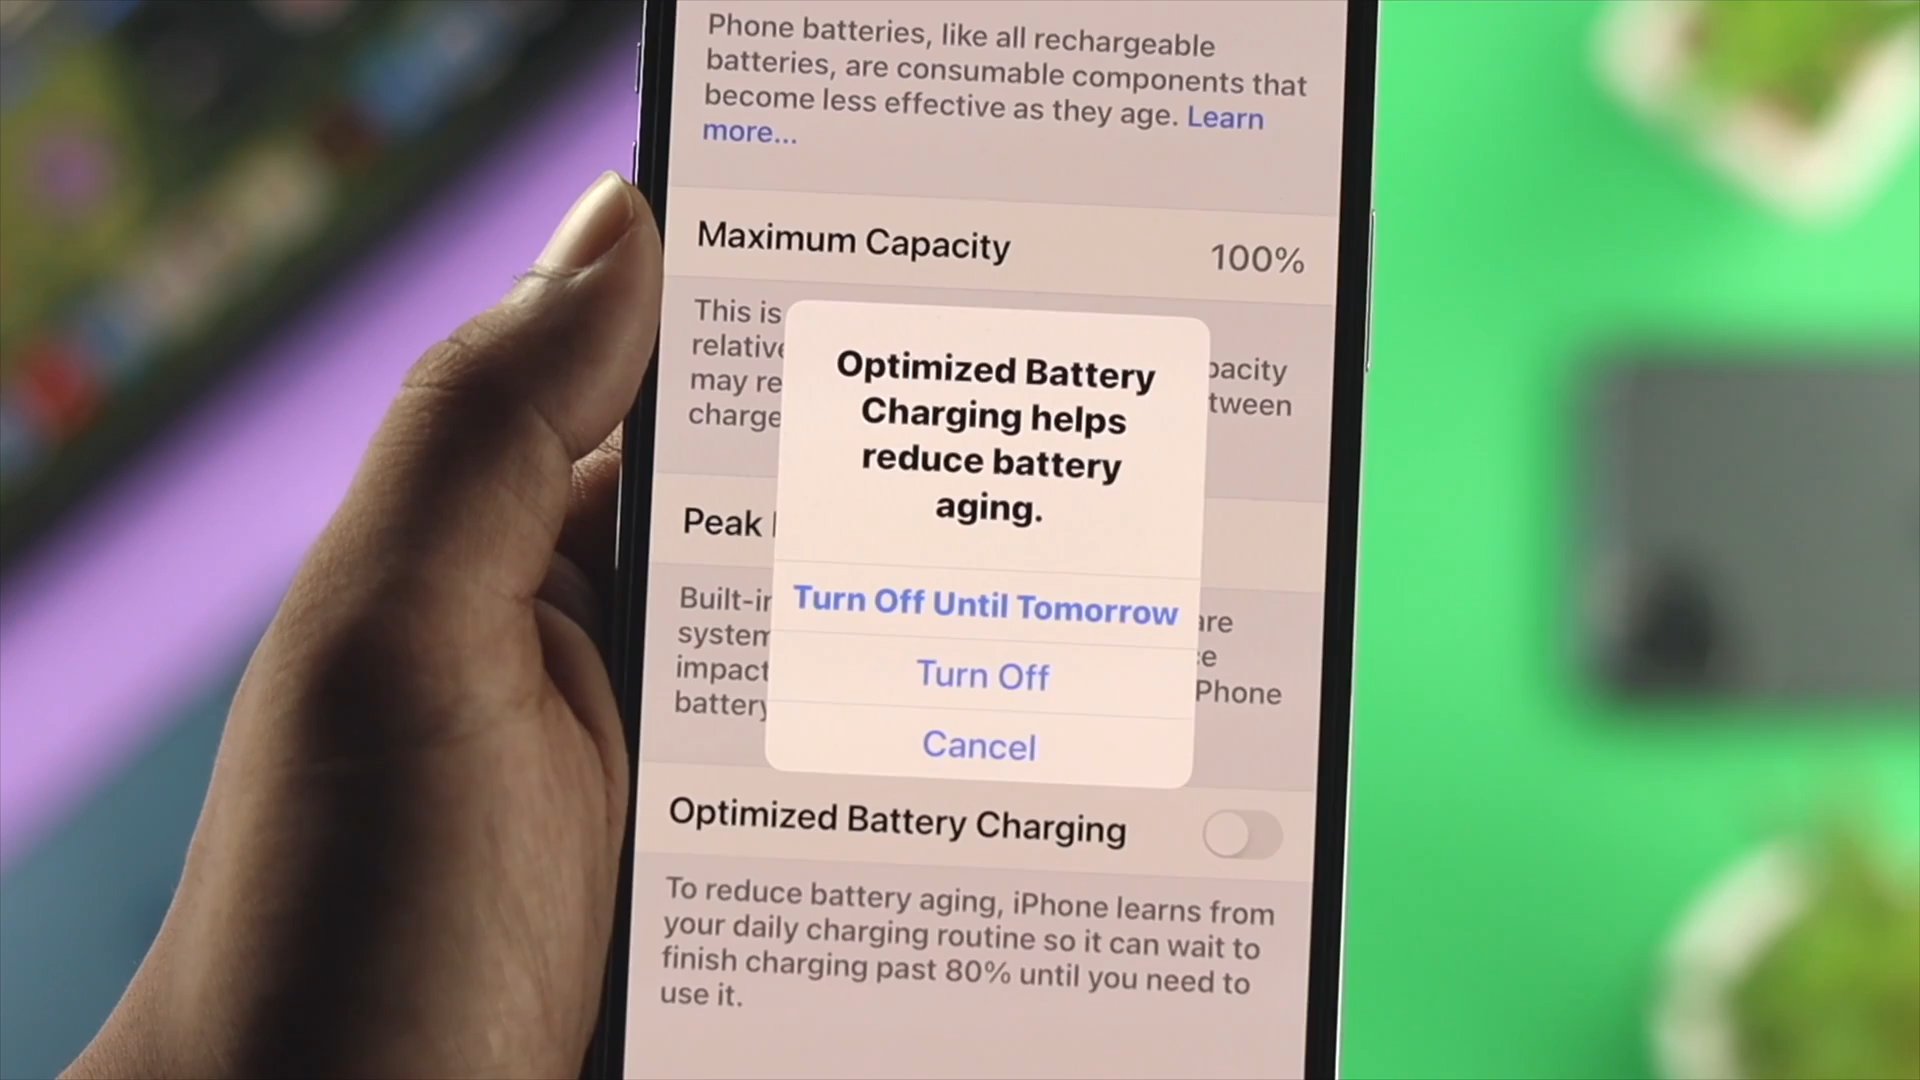 Phone batteries, like all rechargeable
batteries, are consumable components that
become less effective as they age. Learn
more...
Maximum Capacity 100%
This is
relative
may re
charge
pacity
tween
Optimized Battery
Charging helps
reduce battery
aging.
Turn Off Until Tomorrow
Turn Off
Cancel
Peak
Built-in
system
impact
battery
are
Phone
Optimized Battery Charging
To reduce battery aging, iPhone learns from
your daily charging routine so it can wait to
finish charging past 80% until you need to
use it.